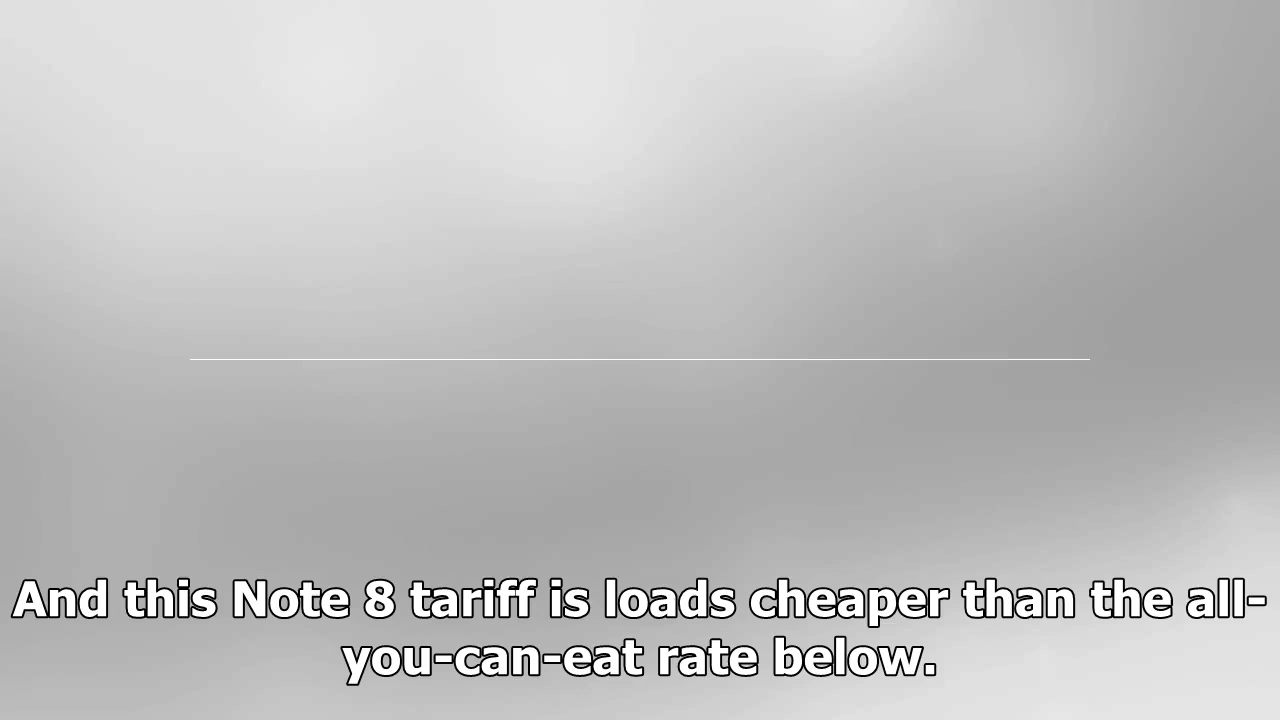 And this Note 8 tariff is loads cheaper than the all-
you-can-eat rate below.